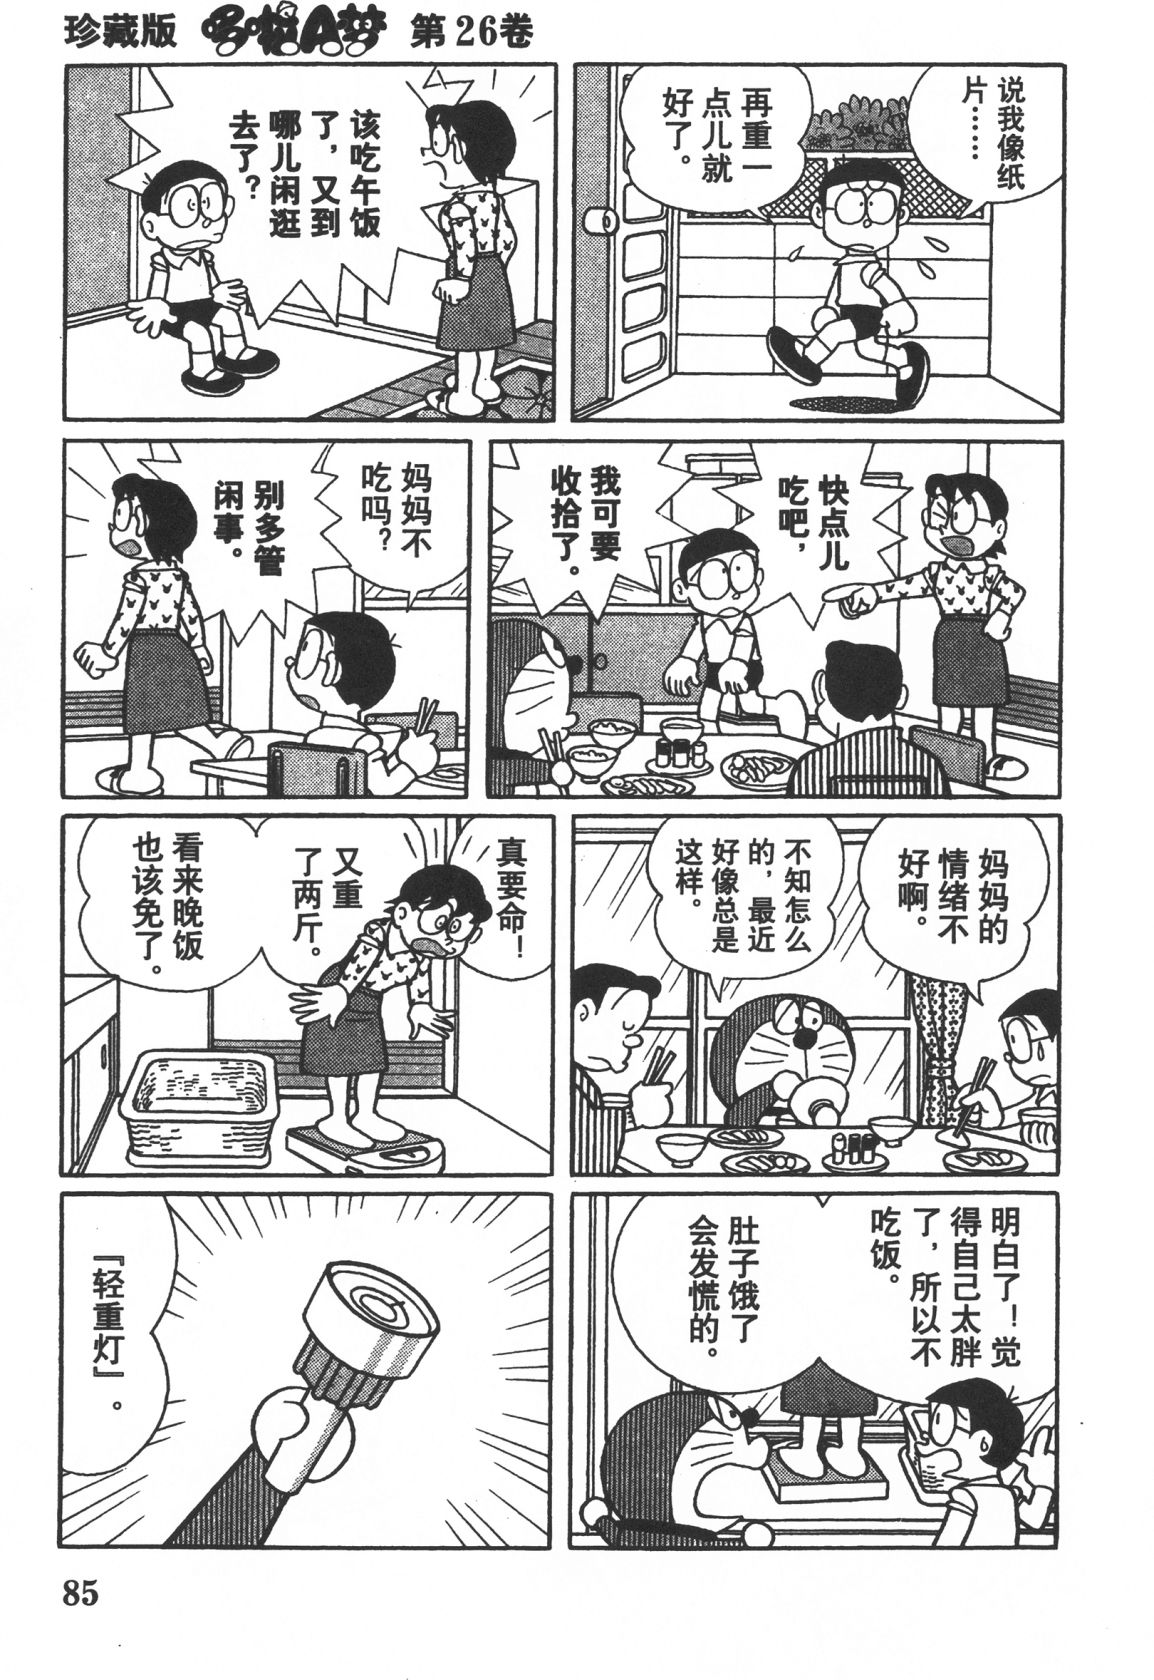 珍藏版 哆啦A梦 第26卷
说我像纸
片……
再重一
点儿就
好了。
该吃午饭
了，又到
哪儿闲逛
去了？
快点儿
吃吧，
我可要
收拾了。
妈妈不
吃吗？
别多管
闲事。
妈妈的
情绪不
好啊。
不知怎么
的，最近
好像总是
这样。
真要命！
又重
了两斤。
看来晚饭
也该免了。
明白了！觉
得自己太胖
了，所以不
吃饭。
肚子饿了
会发慌的。
『轻重灯』。
85